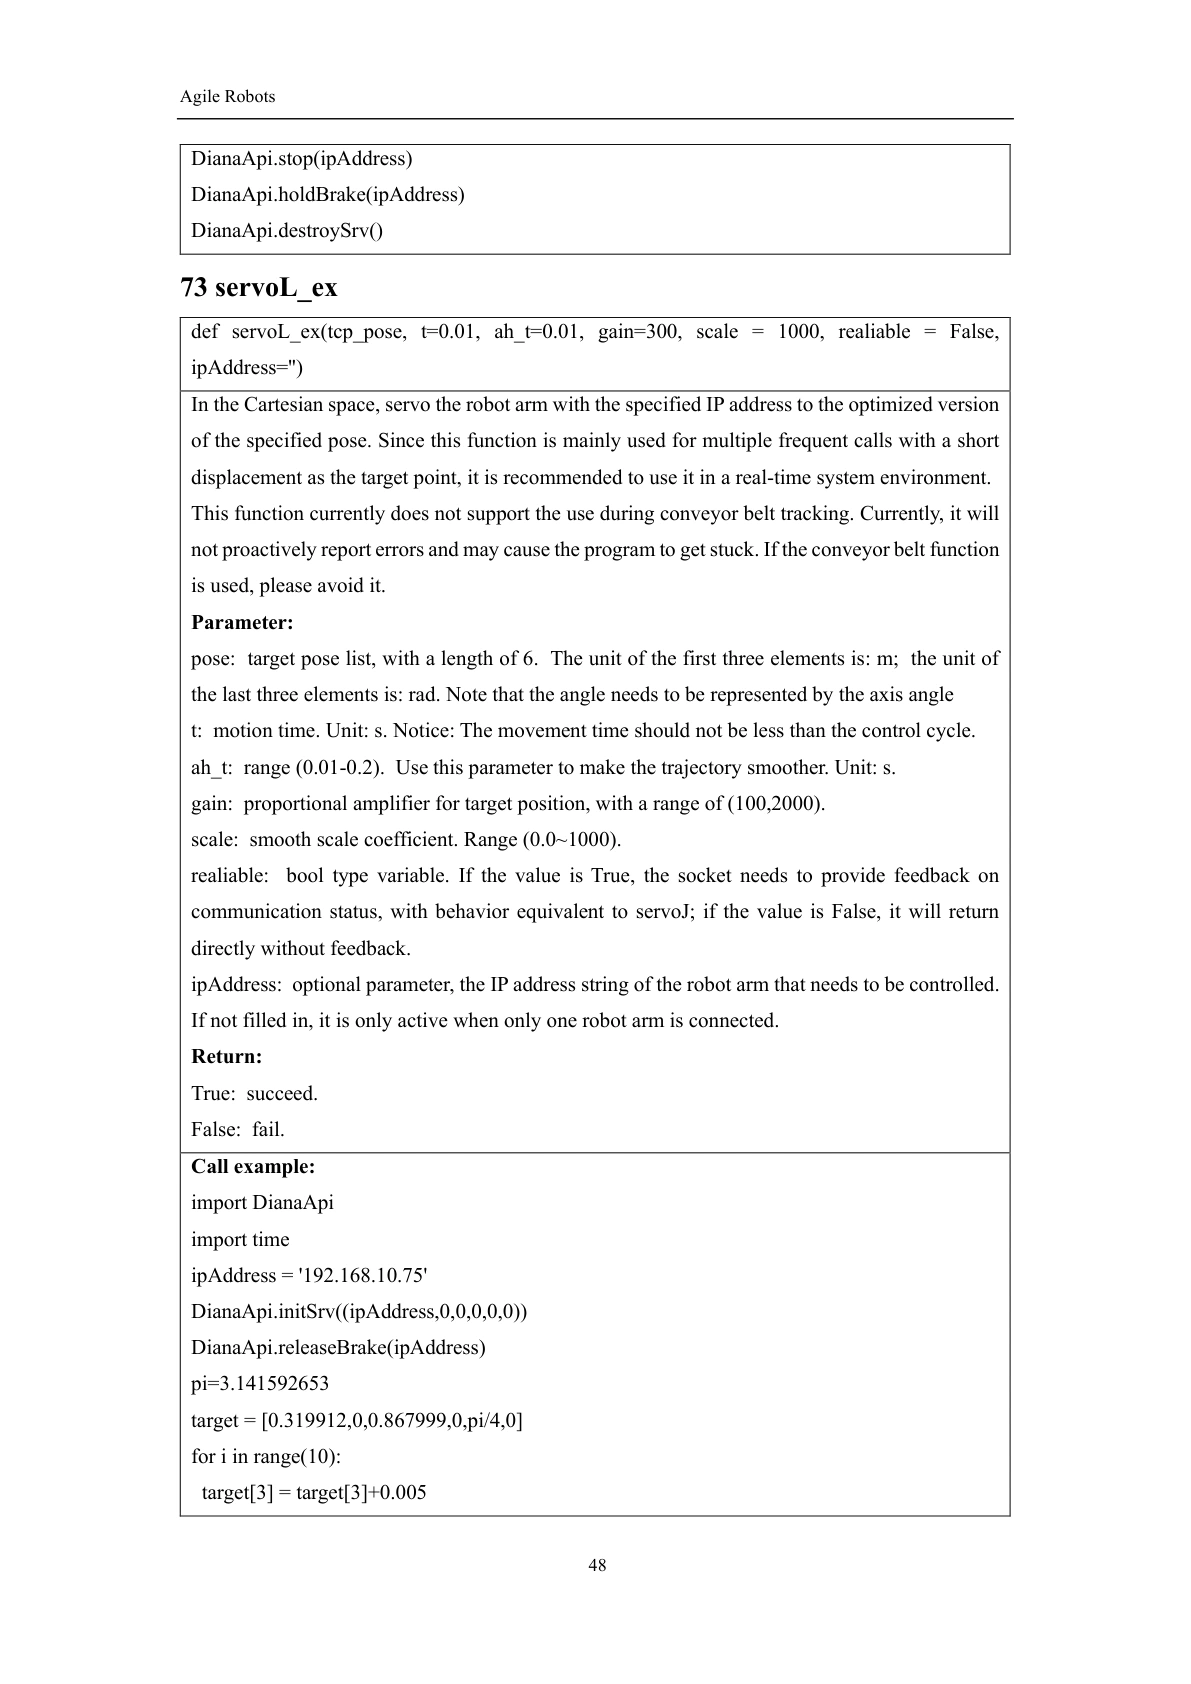 Agile Robots
DianaApi.stop(ipAddress)
DianaApi.holdBrake(ipAddress)
DianaApi.destroySrv()
73 servoL_ex
def servoL_ex(tcp_pose, t=0.01, ah_t=0.01, gain=300, scale = 1000, realiable = False,
ipAddress='')
In the Cartesian space, servo the robot arm with the specified IP address to the optimized version
of the specified pose. Since this function is mainly used for multiple frequent calls with a short
displacement as the target point, it is recommended to use it in a real-time system environment.
This function currently does not support the use during conveyor belt tracking. Currently, it will
not proactively report errors and may cause the program to get stuck. If the conveyor belt function
is used, please avoid it.
Parameter:
pose: target pose list, with a length of 6. The unit of the first three elements is: m; the unit of
the last three elements is: rad. Note that the angle needs to be represented by the axis angle
t: motion time. Unit: s. Notice: The movement time should not be less than the control cycle.
ah_t: range (0.01-0.2). Use this parameter to make the trajectory smoother. Unit: s.
gain: proportional amplifier for target position, with a range of (100,2000).
scale: smooth scale coefficient. Range (0.0~1000).
realiable: bool type variable. If the value is True, the socket needs to provide feedback on
communication status, with behavior equivalent to servoJ; if the value is False, it will return
directly without feedback.
ipAddress: optional parameter, the IP address string of the robot arm that needs to be controlled.
If not filled in, it is only active when only one robot arm is connected.
Return:
True: succeed.
False: fail.
Call example:
import DianaApi
import time
ipAddress = '192.168.10.75'
DianaApi.initSrv((ipAddress,0,0,0,0,0))
DianaApi.releaseBrake(ipAddress)
pi=3.141592653
target = [0.319912,0,0.867999,0,pi/4,0]
for i in range(10):
target[3] = target[3]+0.005
48